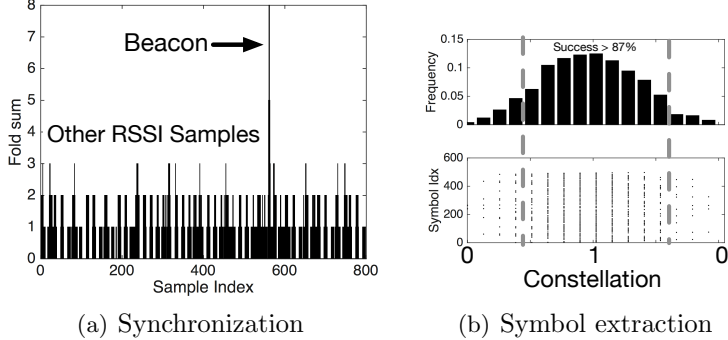 8
7
6
5
4
3
2
1
0
Fold sum
Beacon
Other RSSI Samples
0 200 400 600 800
Sample Index
(a) Synchronization
0.15
0.1
0.05
0
Frequency
Success > 87%
600
400
200
0
Symbol Idx
0 1 0
Constellation
(b) Symbol extraction